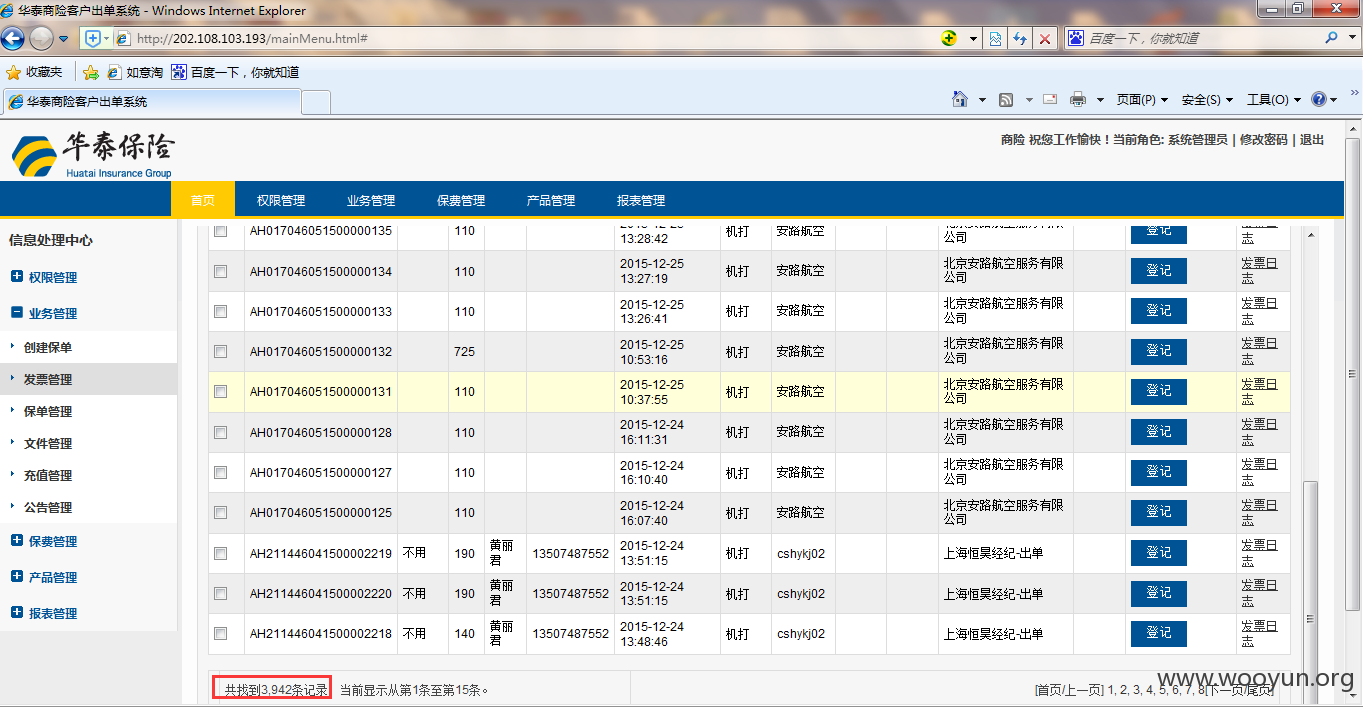 华泰商险客户出单系统 - Windows Internet Explorer
http://202.108.103.193/mainMenu.html#
百度一下，你就知道
收藏夹 如意淘 百度一下，你就知道
华泰商险客户出单系统
页面(P) 安全(S) 工具(O)
华泰保险
Huatai Insurance Group
商险 祝您工作愉快！当前角色: 系统管理员 | 修改密码 | 退出
首页 权限管理 业务管理 保费管理 产品管理 报表管理
信息处理中心
权限管理
业务管理
创建保单
发票管理
保单管理
文件管理
充值管理
公告管理
保费管理
产品管理
报表管理
AH017046051500000135 110 13:28:42 机打 安路航空 公司 登记 志
AH017046051500000134 110 2015-12-25 13:27:19 机打 安路航空 北京安路航空服务有限公司 登记 发票日志
AH017046051500000133 110 2015-12-25 13:26:41 机打 安路航空 北京安路航空服务有限公司 登记 发票日志
AH017046051500000132 725 2015-12-25 10:53:16 机打 安路航空 北京安路航空服务有限公司 登记 发票日志
AH017046051500000131 110 2015-12-25 10:37:55 机打 安路航空 北京安路航空服务有限公司 登记 发票日志
AH017046051500000128 110 2015-12-24 16:11:31 机打 安路航空 北京安路航空服务有限公司 登记 发票日志
AH017046051500000127 110 2015-12-24 16:10:40 机打 安路航空 北京安路航空服务有限公司 登记 发票日志
AH017046051500000125 110 2015-12-24 16:07:40 机打 安路航空 北京安路航空服务有限公司 登记 发票日志
AH211446041500002219 不用 190 黄丽君 13507487552 2015-12-24 13:51:15 机打 cshykj02 上海恒昊经纪-出单 登记 发票日志
AH211446041500002220 不用 190 黄丽君 13507487552 2015-12-24 13:51:15 机打 cshykj02 上海恒昊经纪-出单 登记 发票日志
AH211446041500002218 不用 140 黄丽君 13507487552 2015-12-24 13:48:46 机打 cshykj02 上海恒昊经纪-出单 登记 发票日志
共找到3,942条记录 当前显示从第1条至第15条。
[首页/上一页] 1, 2, 3, 4, 5, 6, 7, 8[下一页/尾页]
www.wooyun.org